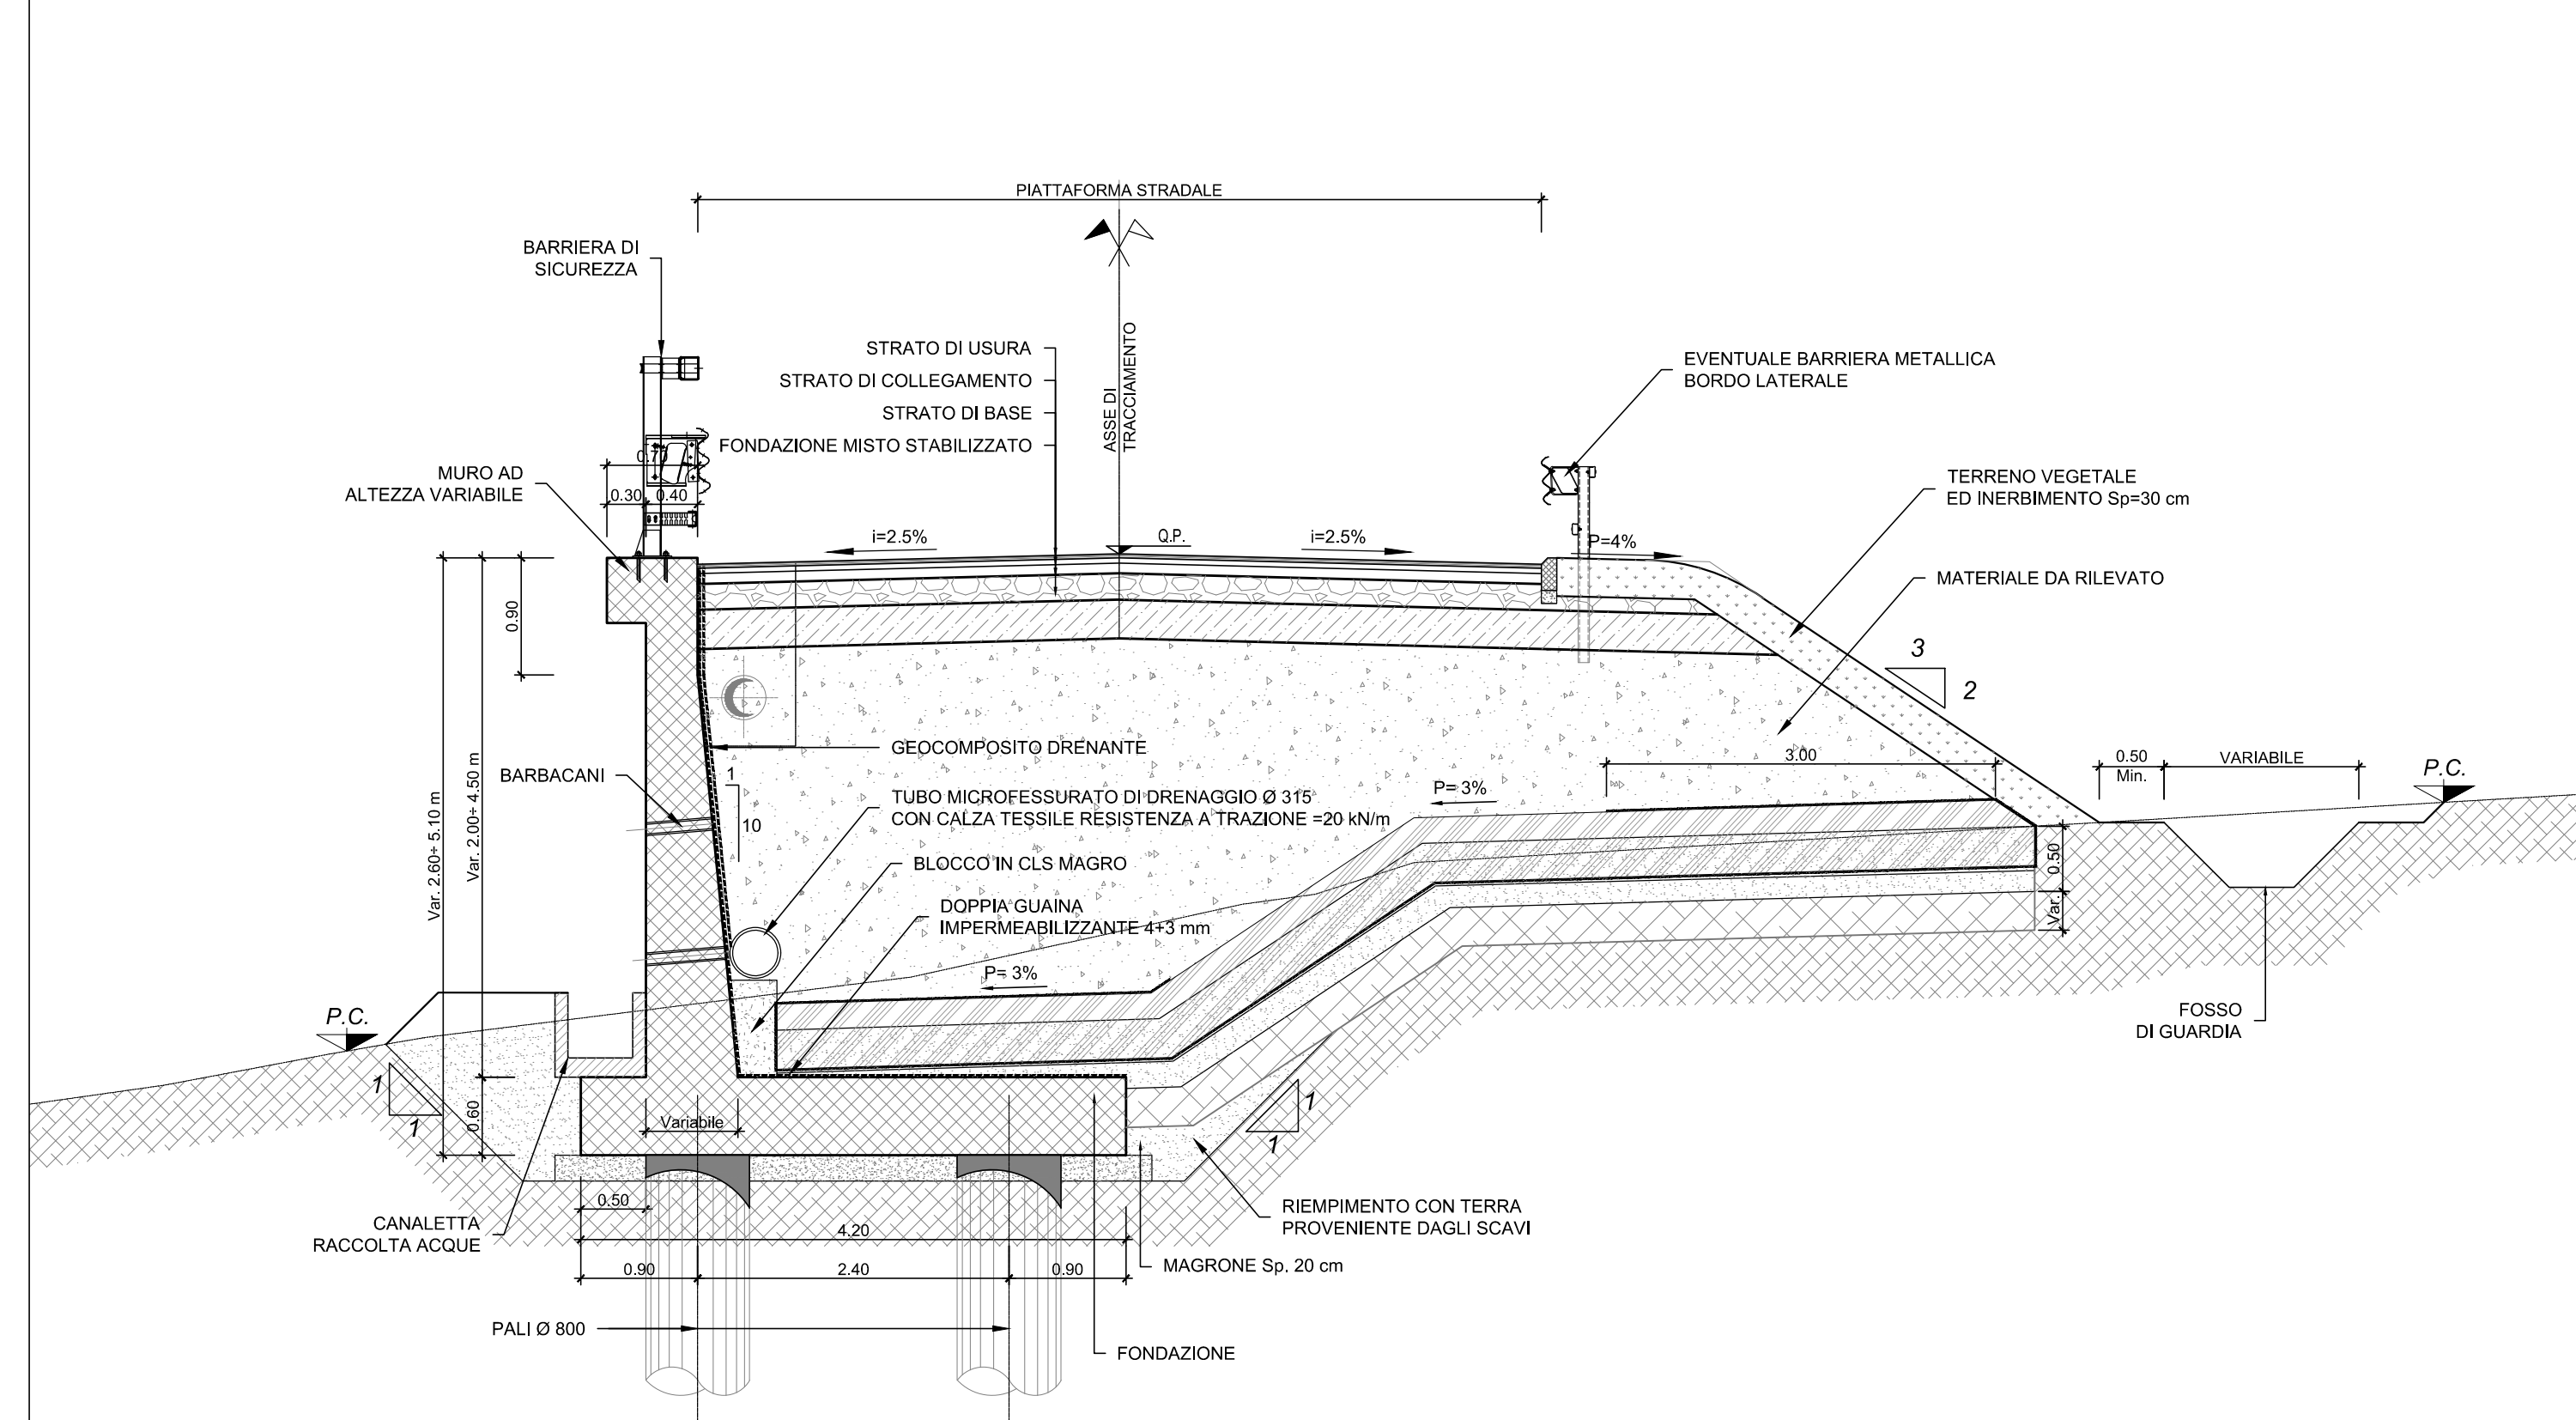 PIATTAFORMA STRADALE
BARRIERA DI
SICUREZZA
ASSE DI
TRACCIAMENTO
STRATO DI USURA
STRATO DI COLLEGAMENTO
STRATO DI BASE
FONDAZIONE MISTO STABILIZZATO
EVENTUALE BARRIERA METALLICA
BORDO LATERALE
MURO AD
ALTEZZA VARIABILE
0.70
0.30
0.40
TERRENO VEGETALE
ED INERBIMENTO Sp=30 cm
i=2.5%
Q.P.
i=2.5%
P=4%
MATERIALE DA RILEVATO
0.90
3
2
GEOCOMPOSITO DRENANTE
3.00
0.50
Min.
VARIABILE
P.C.
BARBACANI
1
10
P= 3%
TUBO MICROFESSURATO DI DRENAGGIO Ø 315
CON CALZA TESSILE RESISTENZA A TRAZIONE =20 kN/m
Var. 2.60÷ 5.10 m
Var. 2.00÷ 4.50 m
BLOCCO IN CLS MAGRO
0.50
Var.
DOPPIA GUAINA
IMPERMEABILIZZANTE 4+3 mm
P= 3%
P.C.
FOSSO
DI GUARDIA
1
1
0.60
Variabile
1
1
0.50
CANALETTA
RACCOLTA ACQUE
4.20
RIEMPIMENTO CON TERRA
PROVENIENTE DAGLI SCAVI
0.90
2.40
0.90
MAGRONE Sp. 20 cm
PALI Ø 800
FONDAZIONE